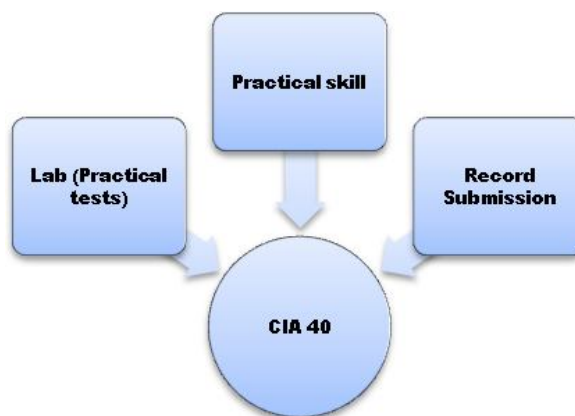 Practical skill
Lab (Practical
tests)
Record
Submission
CIA 40